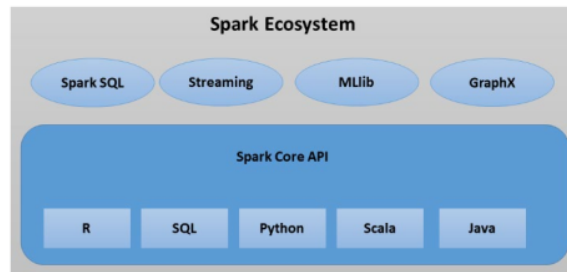 Spark Ecosystem
Spark SQL Streaming MLlib GraphX
Spark Core API
R SQL Python Scala Java